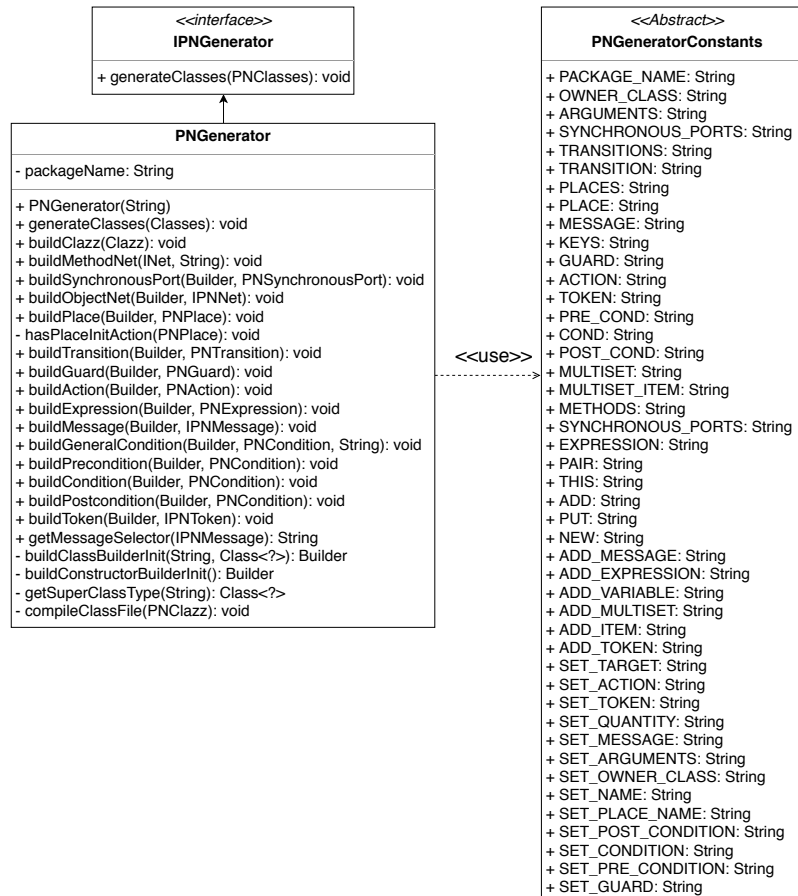 <<interface>>
IPNGenerator
+ generateClasses(PNClasses): void
PNGenerator
- packageName: String
+ PNGenerator(String)
+ generateClasses(Classes): void
+ buildClazz(Clazz): void
+ buildMethodNet(INet, String): void
+ buildSynchronousPort(Builder, PNSynchronousPort): void
+ buildObjectNet(Builder, IPNNet): void
+ buildPlace(Builder, PNPlace): void
- hasPlaceInitAction(PNPlace): void
+ buildTransition(Builder, PNTransition): void
+ buildGuard(Builder, PNGuard): void
+ buildAction(Builder, PNAction): void
+ buildExpression(Builder, PNExpression): void
+ buildMessage(Builder, IPNMessage): void
+ buildGeneralCondition(Builder, PNCondition, String): void
+ buildPrecondition(Builder, PNCondition): void
+ buildCondition(Builder, PNCondition): void
+ buildPostcondition(Builder, PNCondition): void
+ buildToken(Builder, IPNToken): void
+ getMessageSelector(IPNMessage): String
- buildClassBuilderInit(String, Class<?>): Builder
- buildConstructorBuilderInit(): Builder
- getSuperClassType(String): Class<?>
- compileClassFile(PNClazz): void
<<use>>
<<Abstract>>
PNGeneratorConstants
+ PACKAGE_NAME: String
+ OWNER_CLASS: String
+ ARGUMENTS: String
+ SYNCHRONOUS_PORTS: String
+ TRANSITIONS: String
+ TRANSITION: String
+ PLACES: String
+ PLACE: String
+ MESSAGE: String
+ KEYS: String
+ GUARD: String
+ ACTION: String
+ TOKEN: String
+ PRE_COND: String
+ COND: String
+ POST_COND: String
+ MULTISET: String
+ MULTISET_ITEM: String
+ METHODS: String
+ SYNCHRONOUS_PORTS: String
+ EXPRESSION: String
+ PAIR: String
+ THIS: String
+ ADD: String
+ PUT: String
+ NEW: String
+ ADD_MESSAGE: String
+ ADD_EXPRESSION: String
+ ADD_VARIABLE: String
+ ADD_MULTISET: String
+ ADD_ITEM: String
+ ADD_TOKEN: String
+ SET_TARGET: String
+ SET_ACTION: String
+ SET_TOKEN: String
+ SET_QUANTITY: String
+ SET_MESSAGE: String
+ SET_ARGUMENTS: String
+ SET_OWNER_CLASS: String
+ SET_NAME: String
+ SET_PLACE_NAME: String
+ SET_POST_CONDITION: String
+ SET_CONDITION: String
+ SET_PRE_CONDITION: String
+ SET_GUARD: String